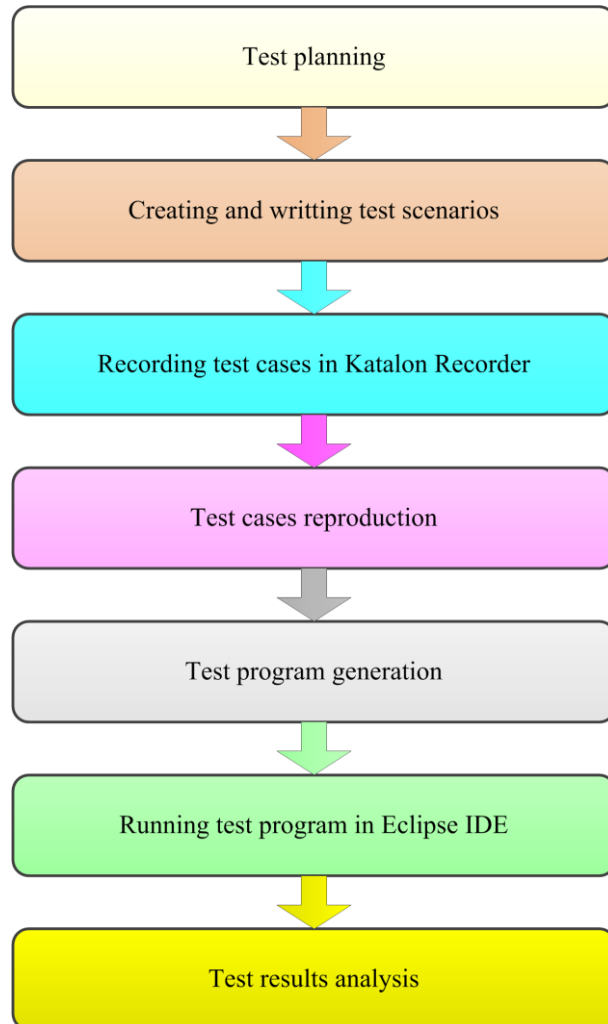 Test planning
Creating and writting test scenarios
Recording test cases in Katalon Recorder
Test cases reproduction
Test program generation
Running test program in Eclipse IDE
Test results analysis